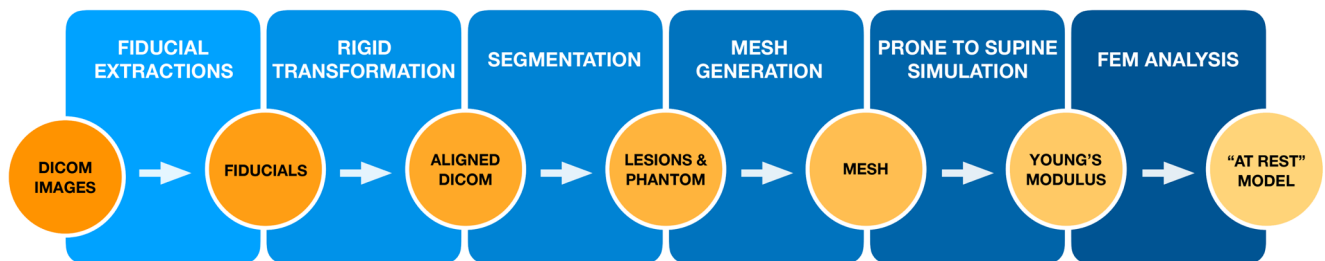 FIDUCIAL
EXTRACTIONS
RIGID
TRANSFORMATION
SEGMENTATION
MESH
GENERATION
PRONE TO SUPINE
SIMULATION
FEM ANALYSIS
DICOM
IMAGES
FIDUCIALS
ALIGNED
DICOM
LESIONS &
PHANTOM
MESH
YOUNG'S
MODULUS
“AT REST”
MODEL